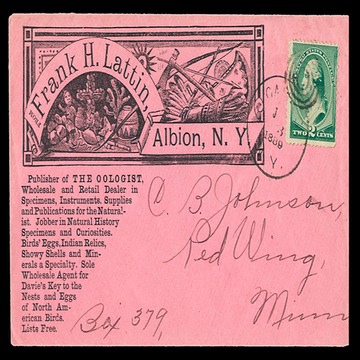 Frank H. Lattin,
Albion, N. Y.
Publisher of THE OOLOGIST,
Wholesale and Retail Dealer in
Specimens, Instruments, Supplies
and Publications for the Natural-
ist. Jobber in Natural History
Specimens and Curiosities.
Birds' Eggs, Indian Relics,
Showy Shells and Min-
erals a Specialty. Sole
Wholesale Agent for
Davie's Key to the
Nests and Eggs
of North Am-
erican Birds.
Lists Free.
TWO 2 CENTS
1889
Y.
C. B. Johnson,
Red Wing,
Minn
Box 379,